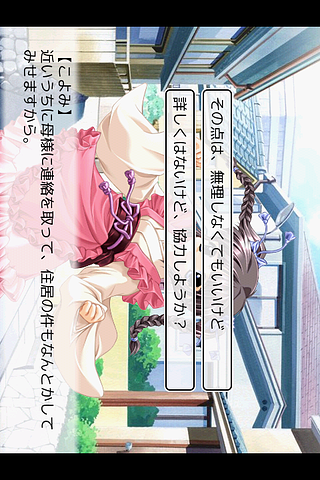 その点は、無理しなくてもいいけど
詳しくはないけど、協力しようか？
【こよみ】
近いうちに母様に連絡を取って、住居の件もなんとかして
みせますから。